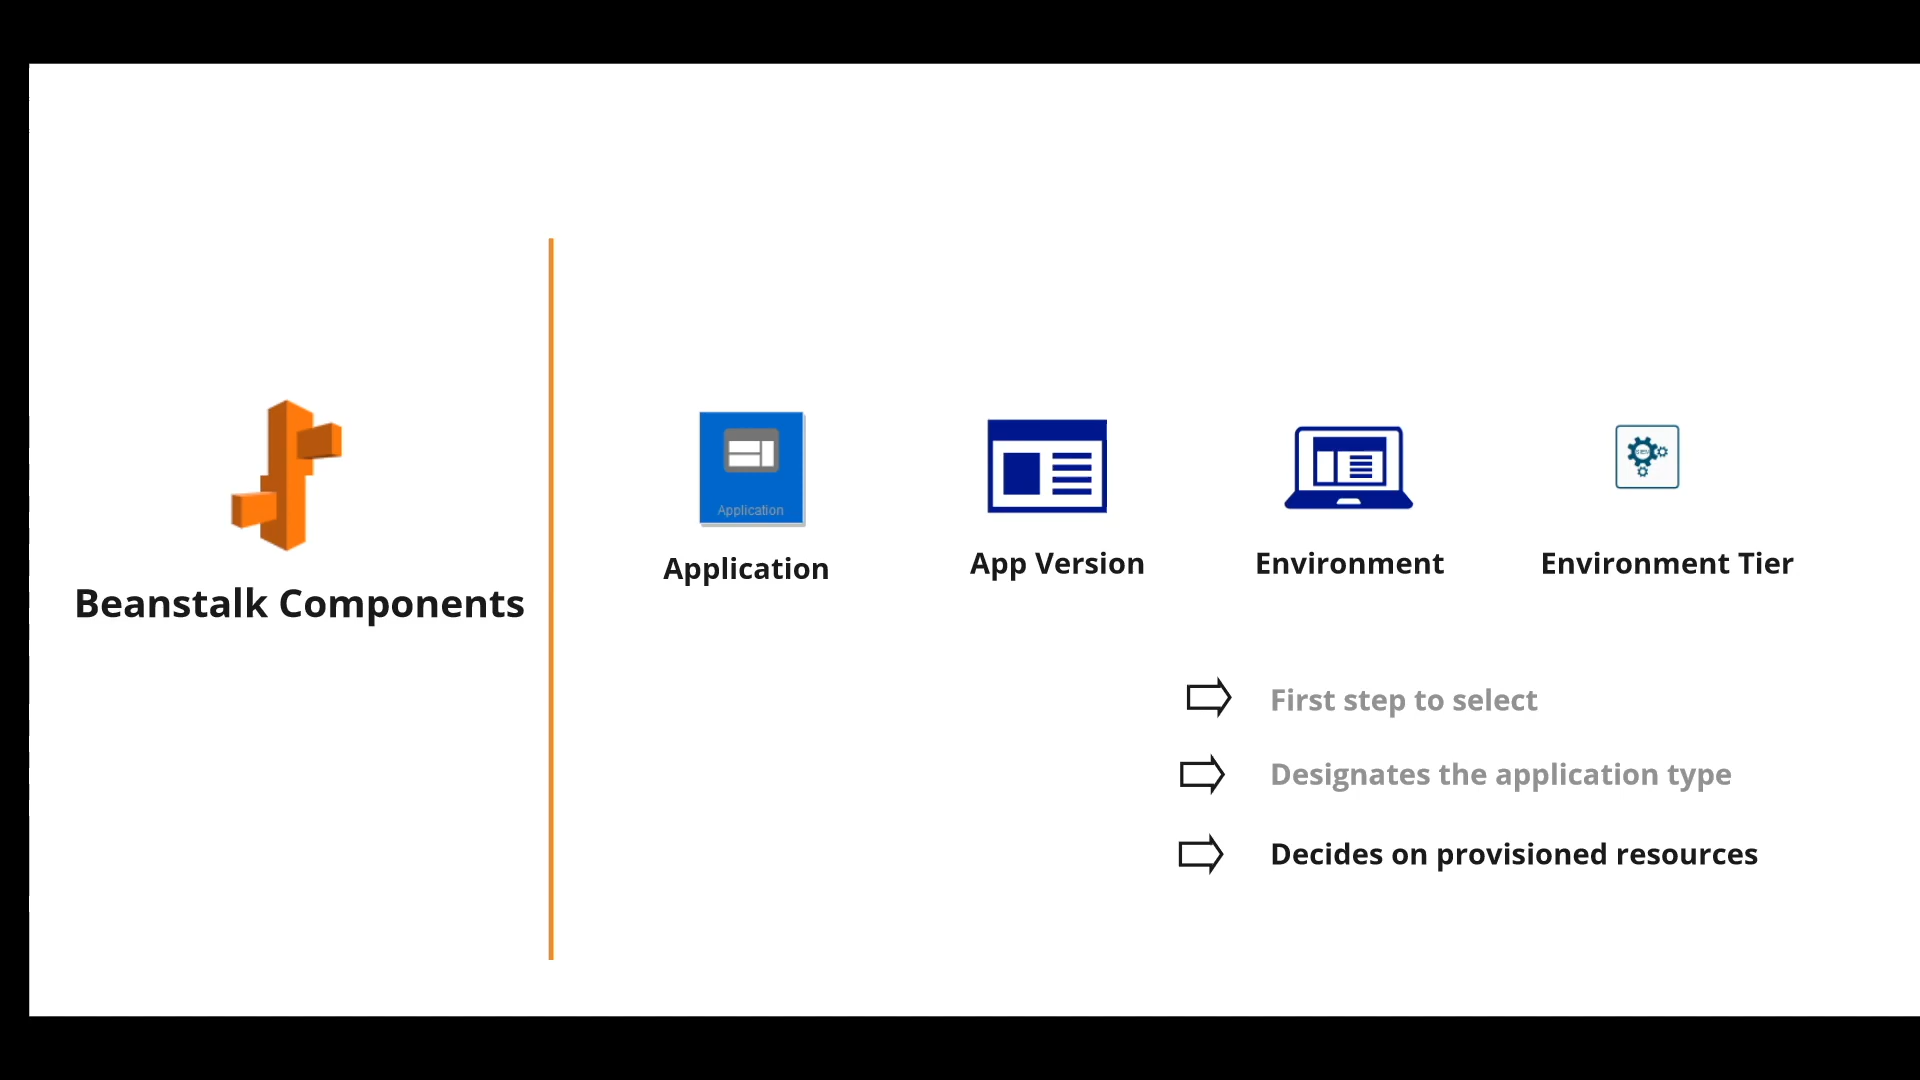 Beanstalk Components
Application
Application
App Version
Environment
Environment Tier
First step to select
Designates the application type
Decides on provisioned resources